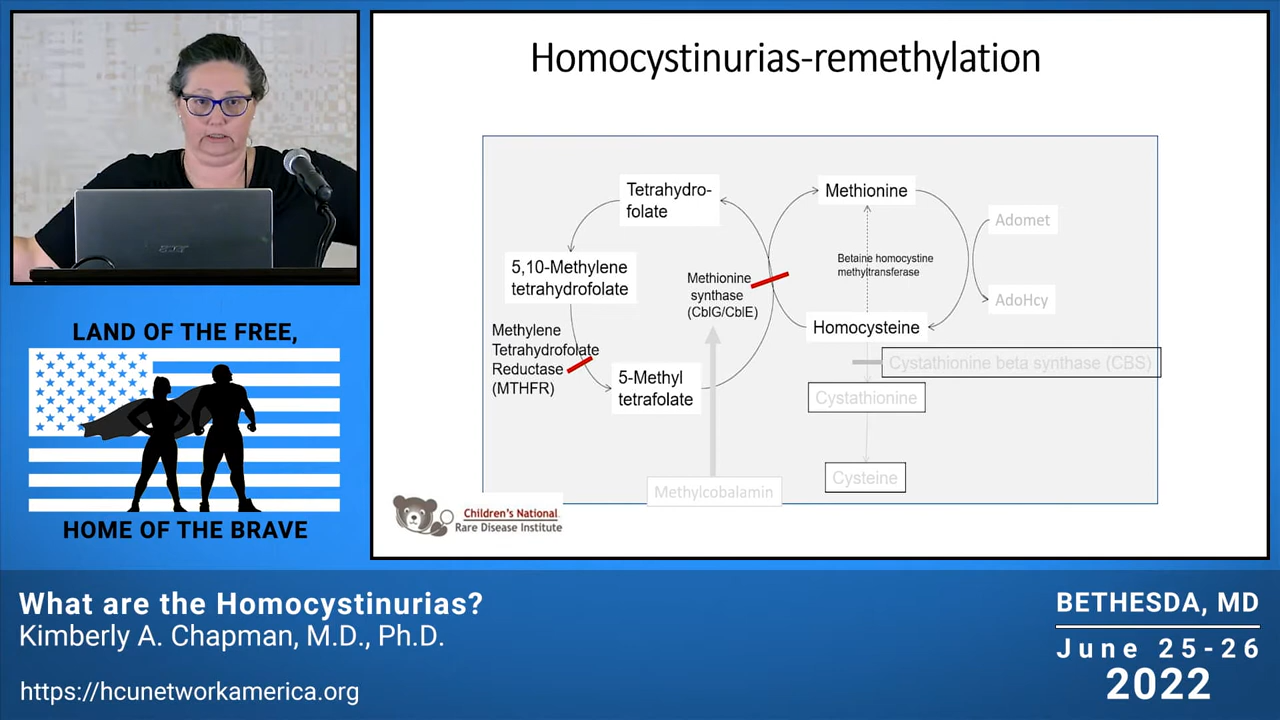 Homocystinurias-remethylation
Tetrahydro-
folate
Methionine
Adomet
5,10-Methylene
tetrahydrofolate
Methionine
synthase
(CblG/CblE)
Betaine homocystine
methyltransferase
AdoHcy
Methylene
Tetrahydrofolate
Reductase
(MTHFR)
Homocysteine
5-Methyl
tetrafolate
Cystathionine beta synthase (CBS)
Cystathionine
Cysteine
Methylcobalamin
Children's National
Rare Disease Institute
acer
LAND OF THE FREE,
HOME OF THE BRAVE
What are the Homocystinurias?
Kimberly A. Chapman, M.D., Ph.D.
https://hcunetworkamerica.org
BETHESDA, MD
June 25-26
2022